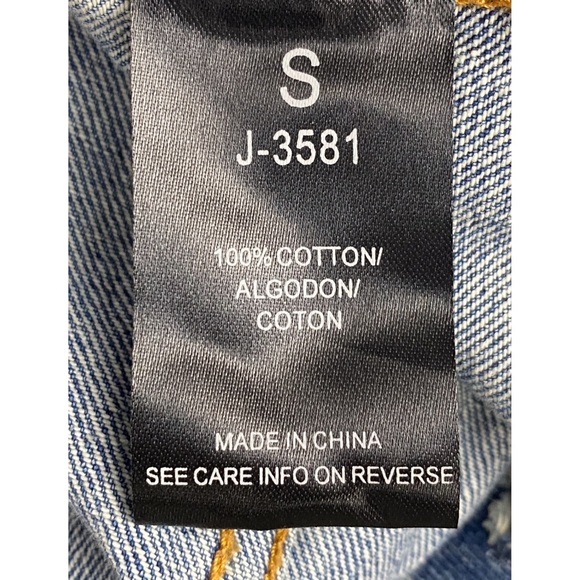 S
J-3581
100% COTTON/
ALGODON/
COTON
MADE IN CHINA
SEE CARE INFO ON REVERSE